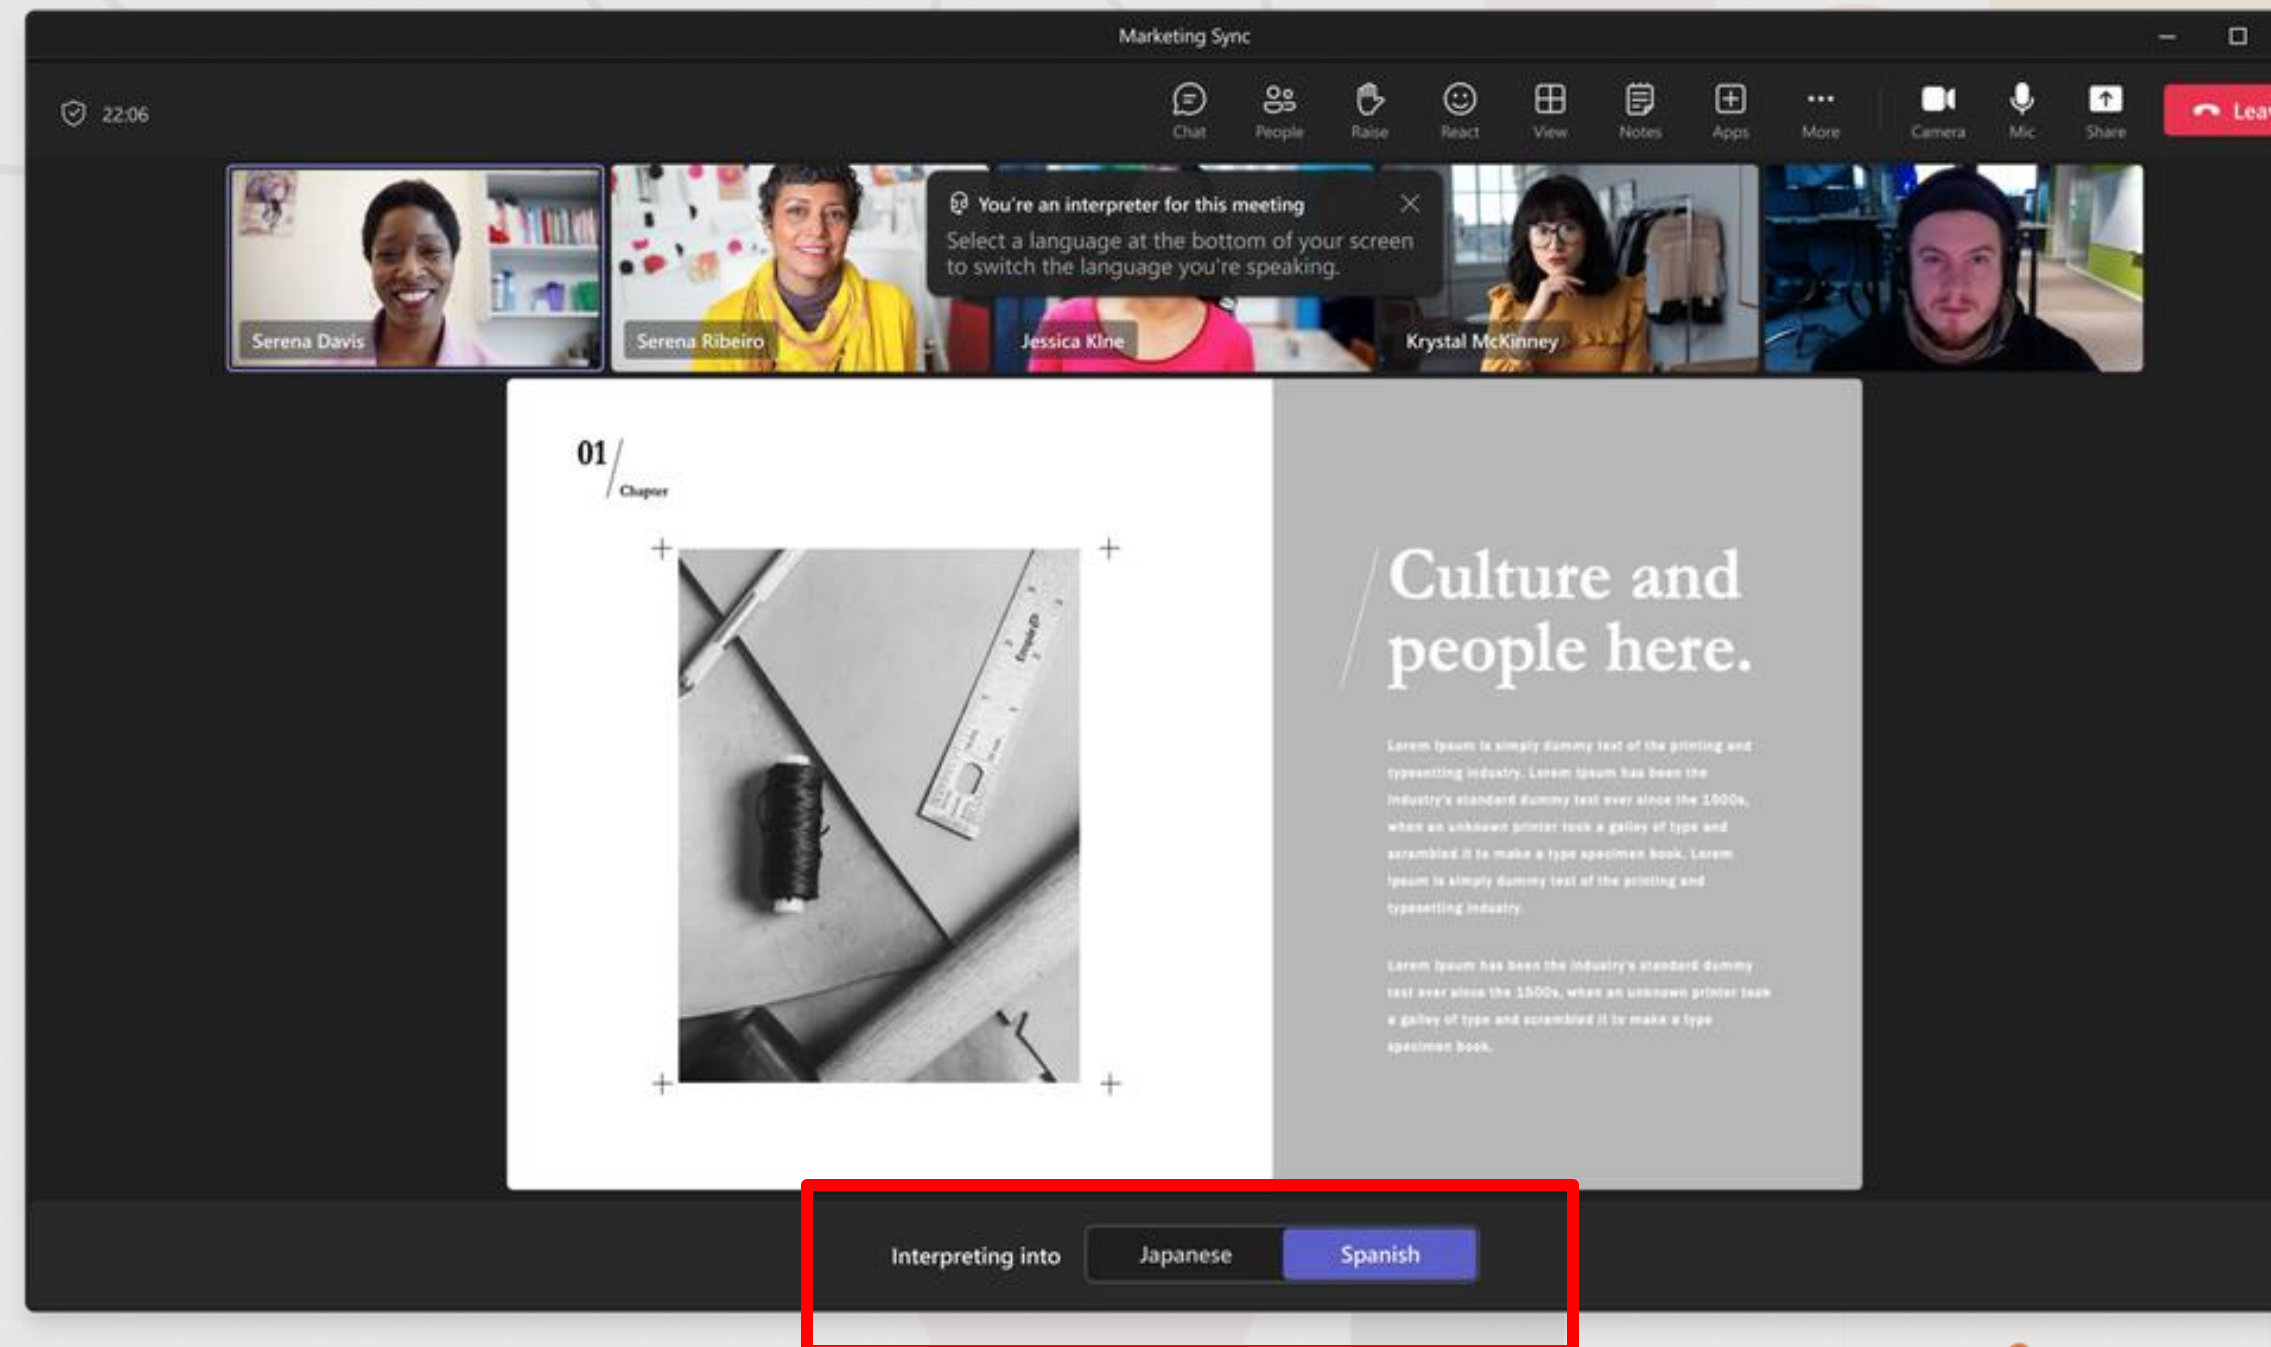 Marketing Sync
22:06
Chat
People
Raise
React
View
Notes
Apps
More
Camera
Mic
Share
Leav
You're an interpreter for this meeting
Select a language at the bottom of your screen
to switch the language you're speaking.
Serena Davis
Serena Ribeiro
Jessica Klne
Krystal McKinney
01
Chapter
Empire
Culture and
people here.
Lorem Ipsum is simply dummy text of the printing and
typesetting industry. Lorem Ipsum has been the
industry's standard dummy text ever since the 1500s,
when an unknown printer took a galley of type and
scrambled it to make a type specimen book. Lorem
Ipsum is simply dummy text of the printing and
typesetting industry.
Lorem Ipsum has been the industry's standard dummy
text ever since the 1500s, when an unknown printer took
a galley of type and scrambled it to make a type
specimen book.
Interpreting into
Japanese
Spanish